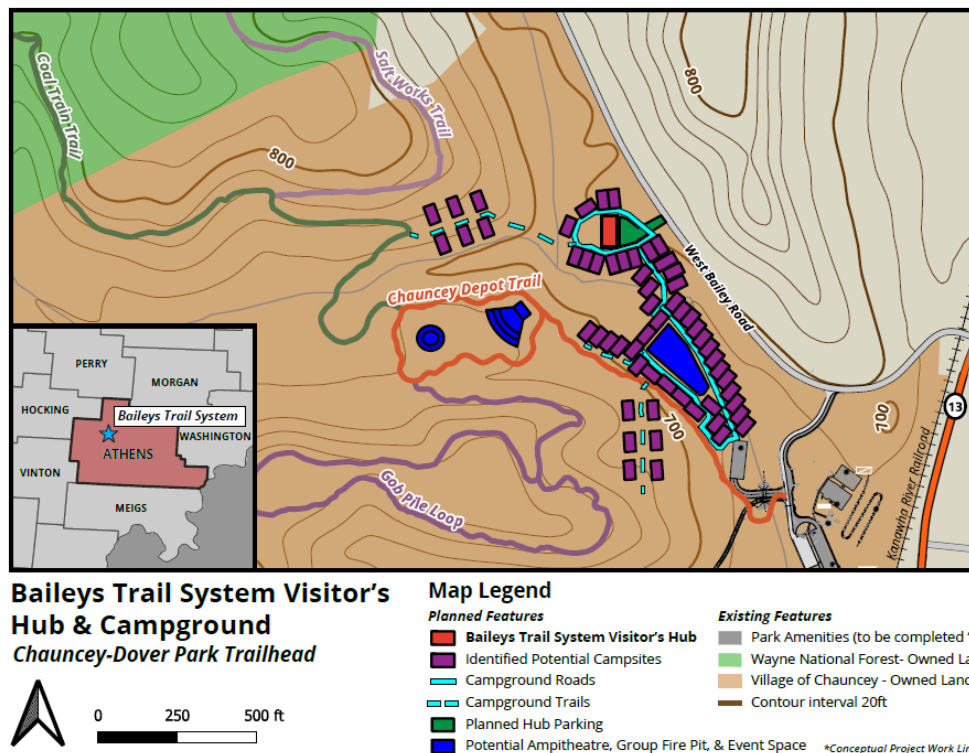 Coal Train Trail
Salt Works Trail
800
800
West Bailey Road
Chauncey Depot Trail
700
700
13
Kanawha River Railroad
Gob Pile Loop
PERRY
MORGAN
HOCKING
Baileys Trail System
WASHINGTON
ATHENS
VINTON
MEIGS
Baileys Trail System Visitor's
Hub & Campground
Chauncey-Dover Park Trailhead
0 250 500 ft
Map Legend
Planned Features
Baileys Trail System Visitor's Hub
Identified Potential Campsites
Campground Roads
Campground Trails
Planned Hub Parking
Potential Ampitheatre, Group Fire Pit, & Event Space
Existing Features
Park Amenities (to be completed
Wayne National Forest- Owned
Village of Chauncey - Owned
Contour interval 20ft
*Conceptual Project Work